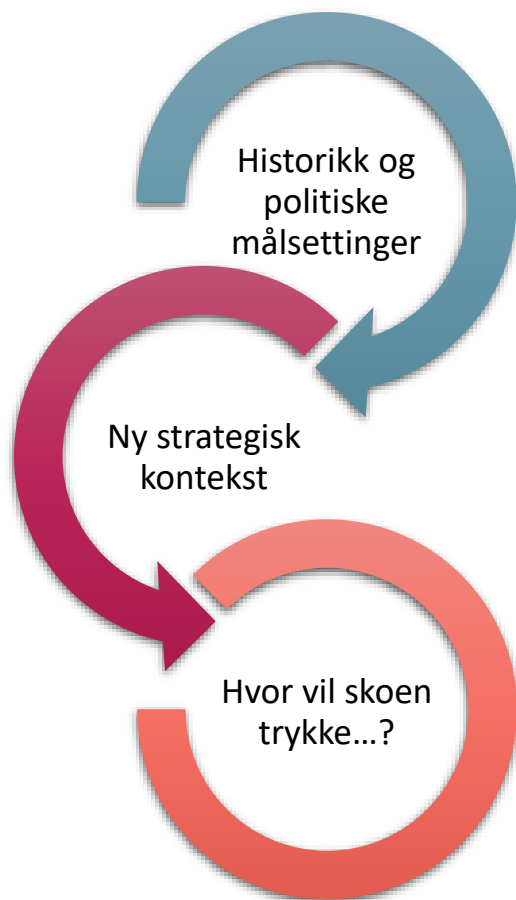 Historikk og
politiske
målsettinger
Ny strategisk
kontekst
Hvor vil skoen
trykke...?